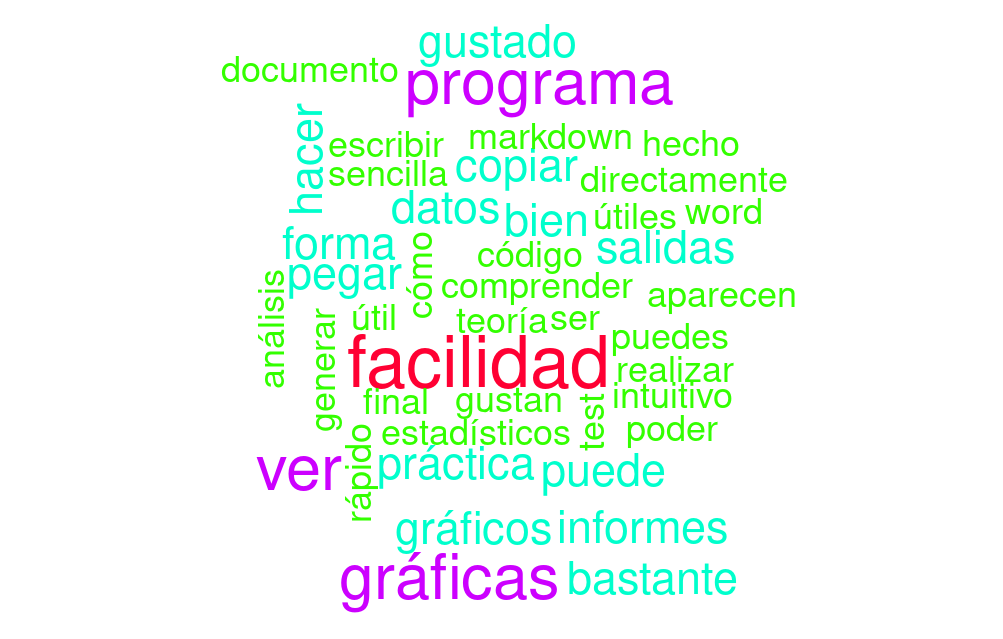 gustado
documento
programa
hacer
escribir
markdown
hecho
sencilla
copiar
directamente
datos
bien
útiles
word
forma
cómo
código
salidas
pegar
comprender
aparecen
análisis
generar
útil
teoría
ser
puedes
facilidad
realizar
final
gustan
test
intuitivo
estadísticos
poder
ver
rápido
práctica
puede
gráficos
informes
gráficas
bastante